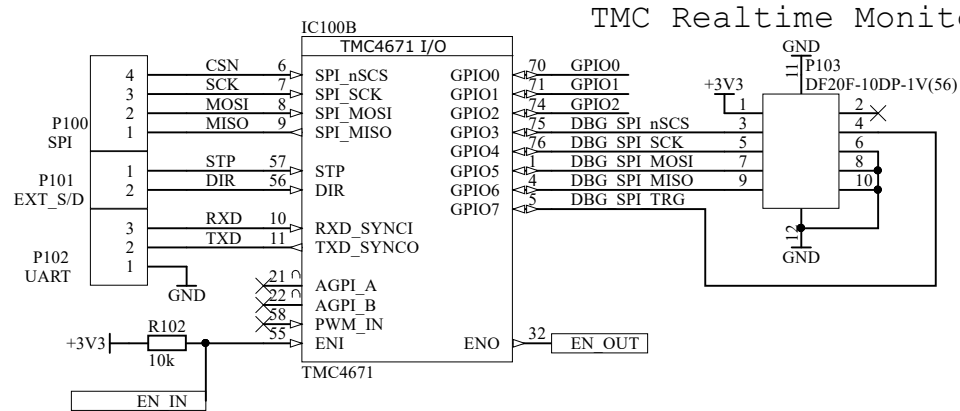 TMC Realtime Monito
IC100B
TMC4671 I/O
GND
P103
DF20F-10DP-1V(56)
+3V3
11
4 CSN 6 SPI_nSCS GPIO0 70 GPIO0
3 SCK 7 SPI_SCK GPIO1 71 GPIO1 1 2
2 MOSI 8 SPI_MOSI GPIO2 74 GPIO2
1 MISO 9 SPI_MISO GPIO3 75 DBG_SPI_nSCS 3 4
P100
SPI
GPIO4 76 DBG_SPI_SCK 5 6
1 STP 57 STP GPIO5 1 DBG_SPI_MOSI 7 8
2 DIR 56 DIR GPIO6 4 DBG_SPI_MISO 9 10
P101
EXT_S/D
GPIO7 5 DBG_SPI_TRG
3 RXD 10 RXD_SYNCI
2 TXD 11 TXD_SYNCO
12
GND
P102
UART
1
GND
21 AGPI_A
22 AGPI_B
58 PWM_IN
R102
+3V3
10k
55 ENI ENO 32 EN_OUT
TMC4671
EN_IN